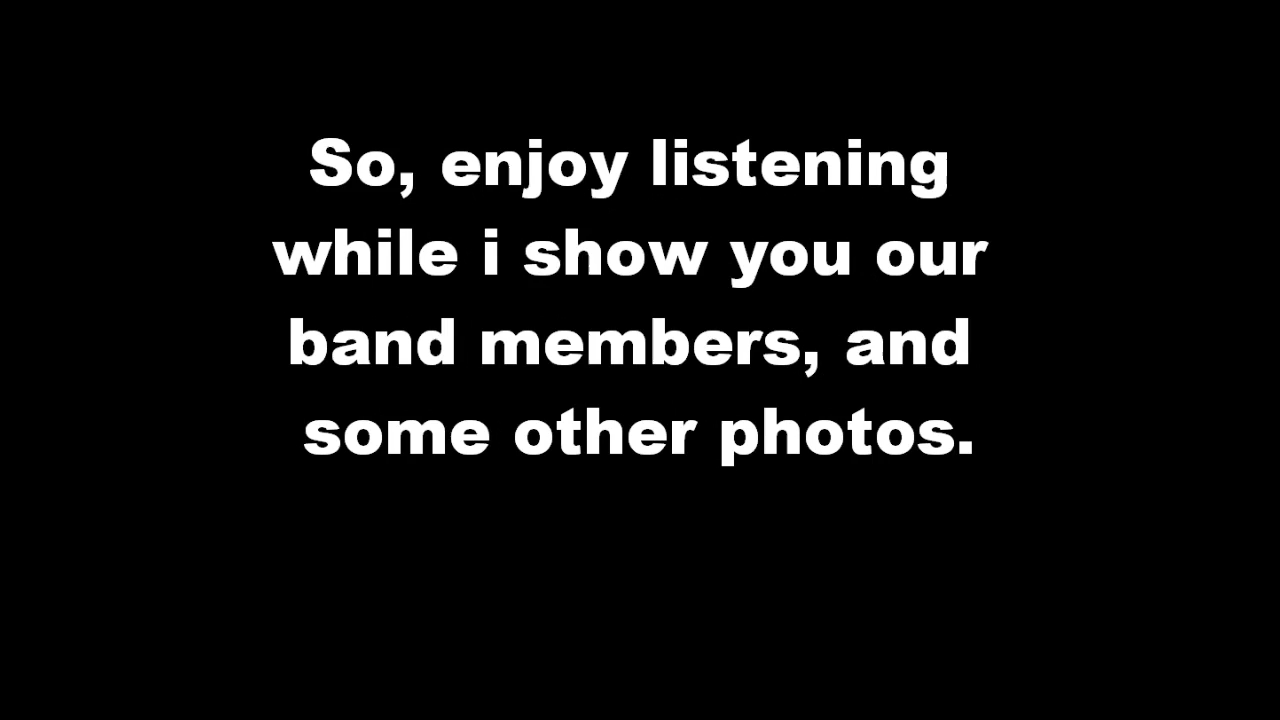 So, enjoy listening
while i show you our
band members, and
some other photos.